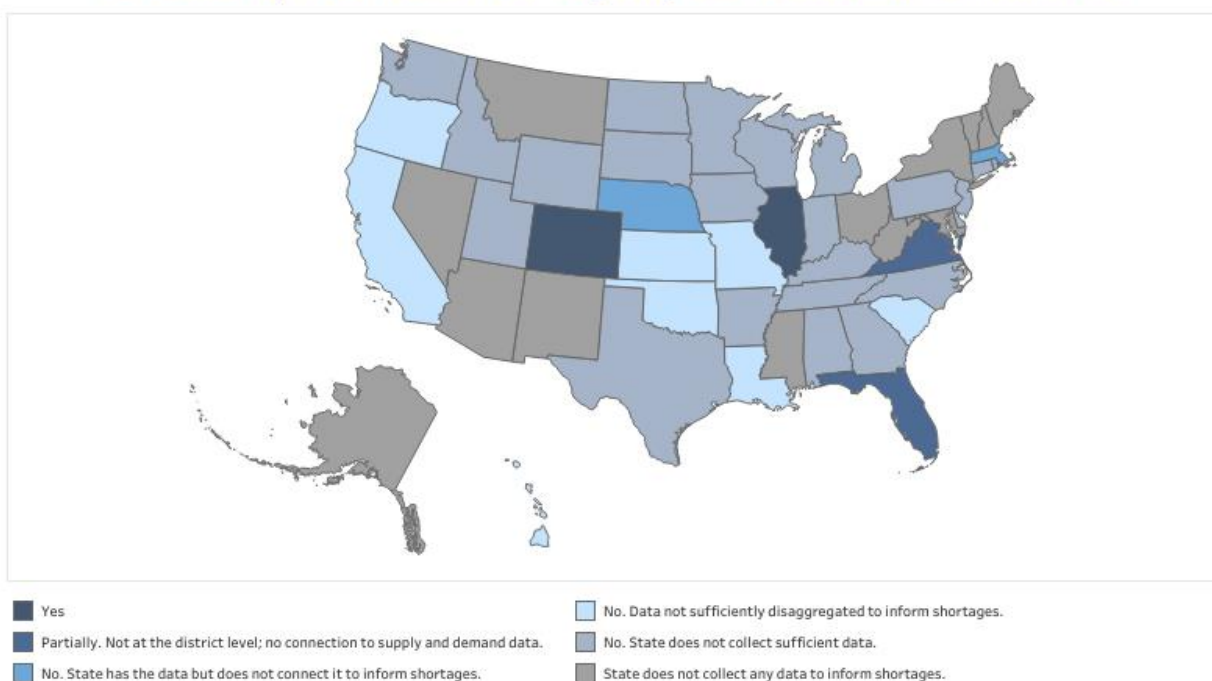 Yes
Partially. Not at the district level; no connection to supply and demand data.
No. State has the data but does not connect it to inform shortages.
No. Data not sufficiently disaggregated to inform shortages.
No. State does not collect sufficient data.
State does not collect any data to inform shortages.